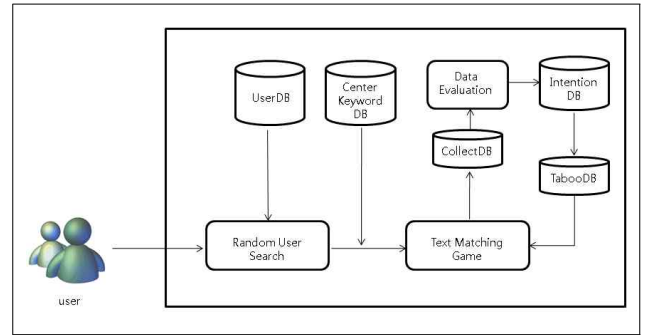 UserDB
Center
Keyword
DB
Data
Evaluation
Intention
DB
CollectDB
TabooDB
Random User
Search
Text Matching
Game
user